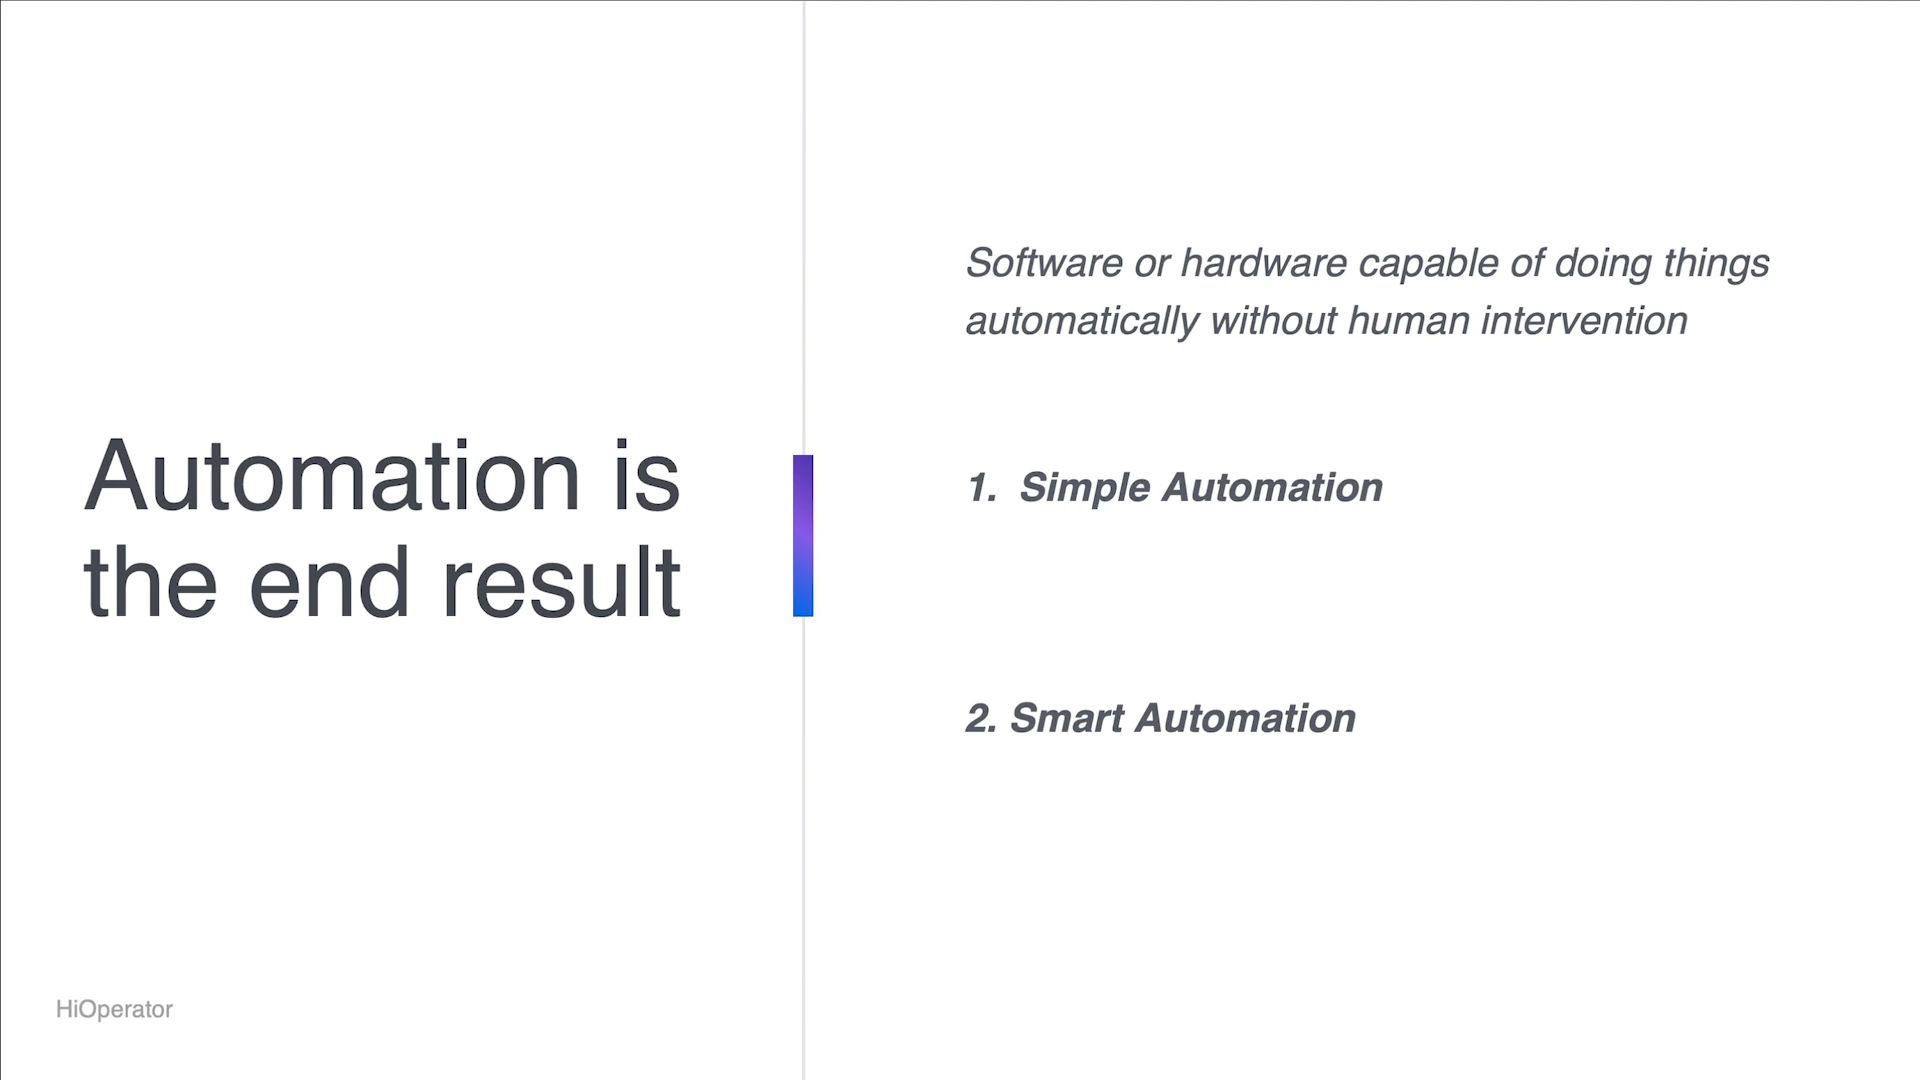 Automation is
the end result
Software or hardware capable of doing things
automatically without human intervention
1. Simple Automation
2. Smart Automation
HiOperator